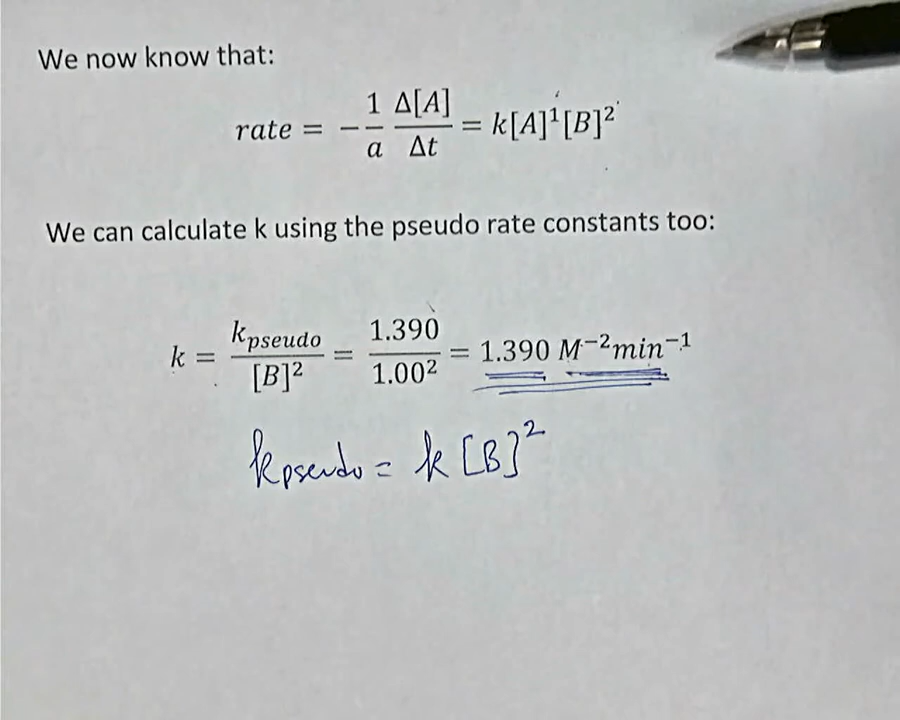 We now know that:
rate = −1/a Δ[A]/Δt = k[A]¹[B]²
We can calculate k using the pseudo rate constants too:
k = k_pseudo/[B]² = 1.390/1.00² = 1.390 M⁻²min⁻¹
k_pseudo = k [B]²